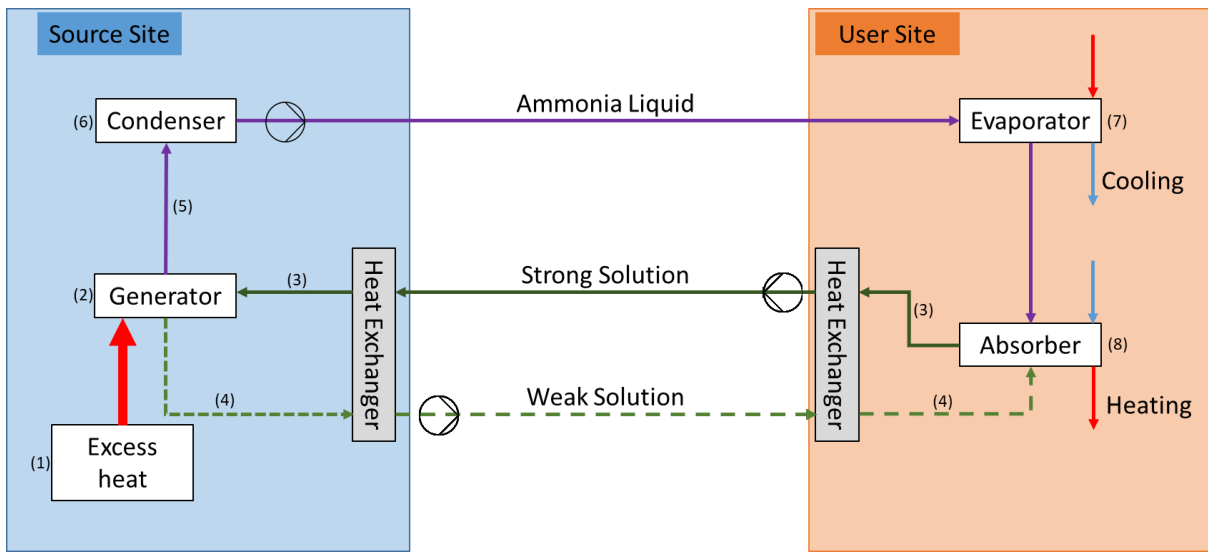 Source Site
User Site
(6)
Condenser
Ammonia Liquid
Evaporator
(7)
Cooling
(5)
(2)
Generator
(3)
Heat Exchanger
Strong Solution
Heat Exchanger
(3)
Absorber
(8)
(4)
Weak Solution
(4)
Heating
(1)
Excess
heat